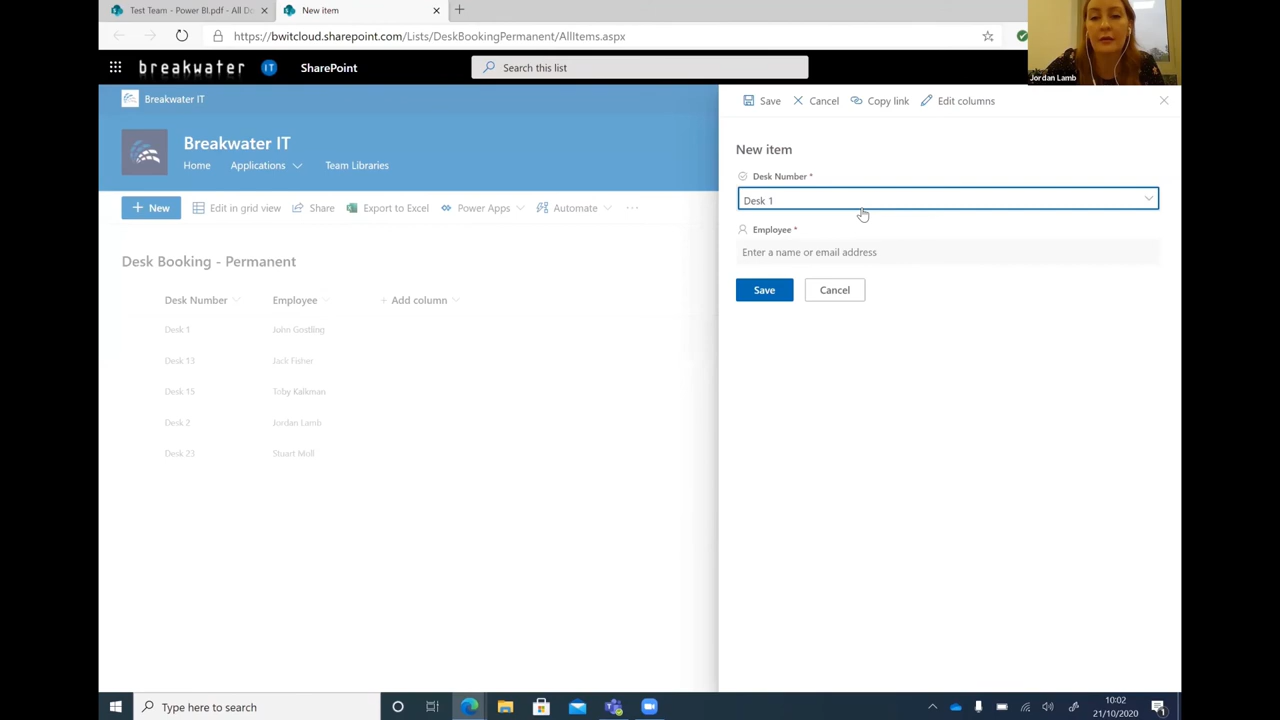 Test Team - Power BI.pdf - All Do
New item
https://bwitcloud.sharepoint.com/Lists/DeskBookingPermanent/AllItems.aspx
Jordan Lamb
breakwater IT SharePoint
Search this list
Breakwater IT
Breakwater IT
Home Applications Team Libraries
New Edit in grid view Share Export to Excel Power Apps Automate ···
Desk Booking - Permanent
Desk Number Employee + Add column
Desk 1 John Gostling
Desk 13 Jack Fisher
Desk 15 Toby Kalkman
Desk 2 Jordan Lamb
Desk 23 Stuart Moll
Save Cancel Copy link Edit columns
New item
Desk Number *
Desk 1
Employee *
Enter a name or email address
Save Cancel
Type here to search
10:02
21/10/2020
1